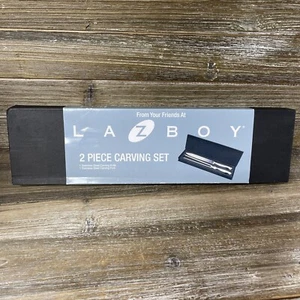 From Your Friends At
LAZBOY
2 PIECE CARVING SET